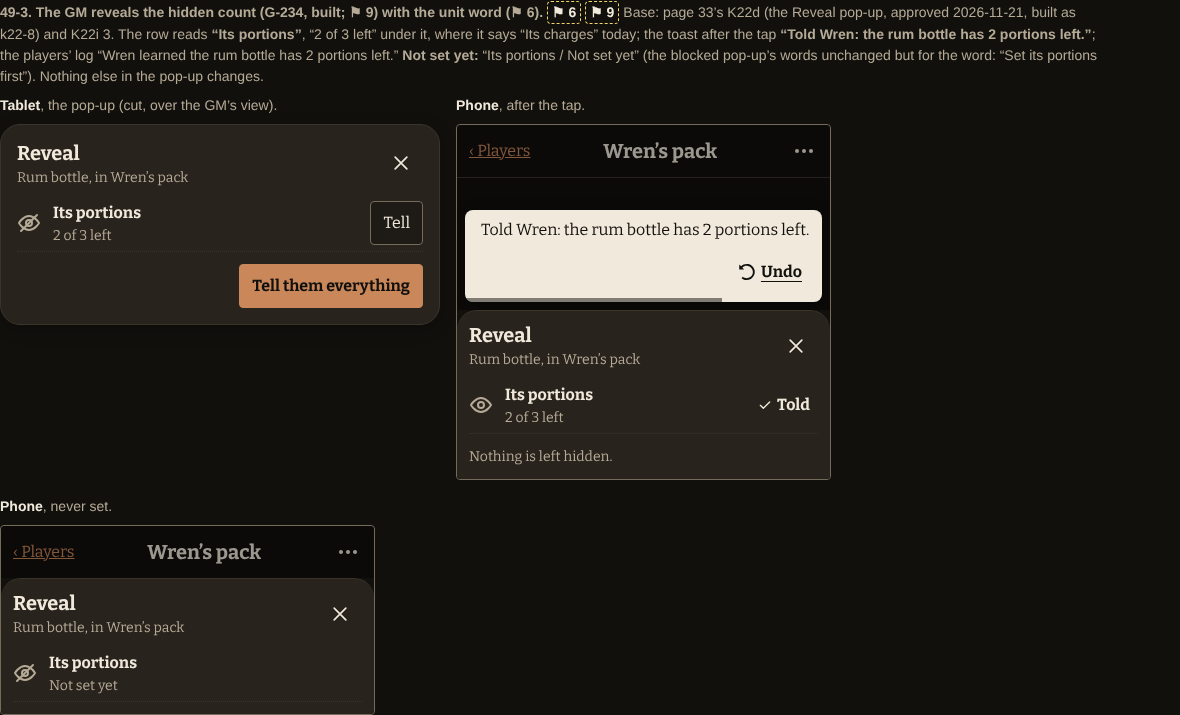 49-3. The GM reveals the hidden count (G-234, built; ⚑ 9) with the unit word (⚑ 6). ⚑ 6 ⚑ 9 Base: page 33’s K22d (the Reveal pop-up, approved 2026-11-21, built as
k22-8) and K22i 3. The row reads “Its portions”, “2 of 3 left” under it, where it says “Its charges” today; the toast after the tap “Told Wren: the rum bottle has 2 portions left.”;
the players’ log “Wren learned the rum bottle has 2 portions left.” Not set yet: “Its portions / Not set yet” (the blocked pop-up’s words unchanged but for the word: “Set its portions
first”). Nothing else in the pop-up changes.
Tablet, the pop-up (cut, over the GM’s view).
Reveal
Rum bottle, in Wren’s pack
Its portions
2 of 3 left
Tell
Tell them everything
Phone, after the tap.
‹ Players
Wren’s pack
Told Wren: the rum bottle has 2 portions left.
Undo
Reveal
Rum bottle, in Wren’s pack
Its portions
2 of 3 left
Told
Nothing is left hidden.
Phone, never set.
‹ Players
Wren’s pack
Reveal
Rum bottle, in Wren’s pack
Its portions
Not set yet